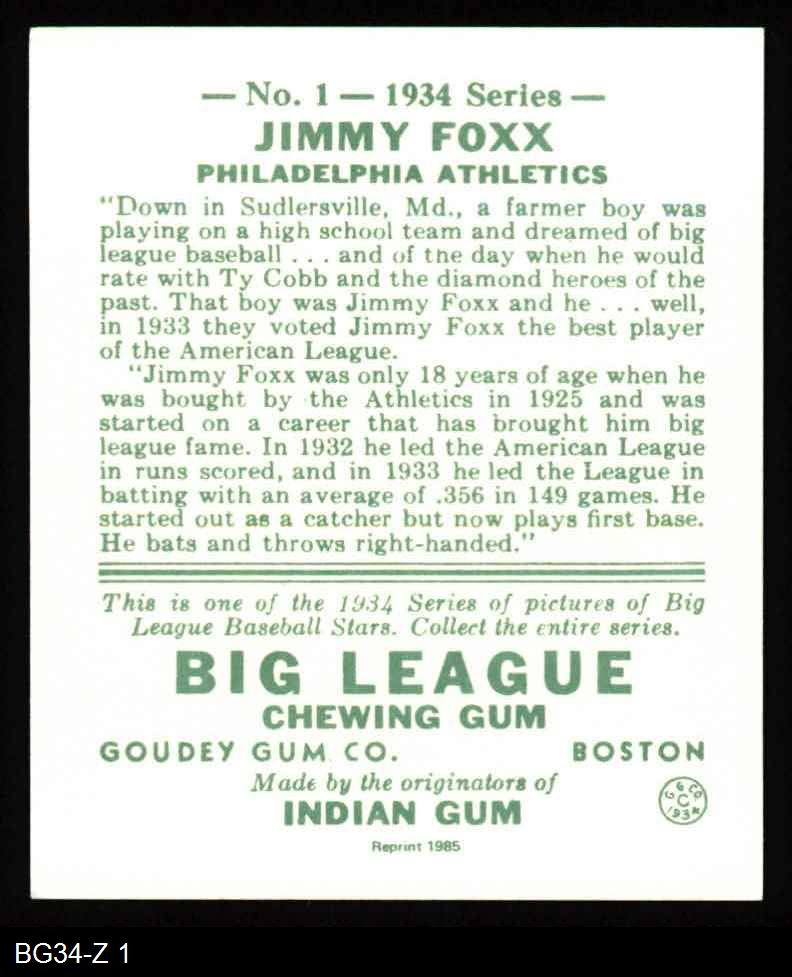 — No. 1 — 1934 Series —
JIMMY FOXX
PHILADELPHIA ATHLETICS
"Down in Sudlersville, Md., a farmer boy was
playing on a high school team and dreamed of big
league baseball . . . and of the day when he would
rate with Ty Cobb and the diamond heroes of the
past. That boy was Jimmy Foxx and he . . . well,
in 1933 they voted Jimmy Foxx the best player
of the American League.
"Jimmy Foxx was only 18 years of age when he
was bought by the Athletics in 1925 and was
started on a career that has brought him big
league fame. In 1932 he led the American League
in runs scored, and in 1933 he led the League in
batting with an average of .356 in 149 games. He
started out as a catcher but now plays first base.
He bats and throws right-handed."
This is one of the 1934 Series of pictures of Big
League Baseball Stars. Collect the entire series.
BIG LEAGUE
CHEWING GUM
GOUDEY GUM CO. BOSTON
Made by the originators of
INDIAN GUM
G G CO
C
1934
Reprint 1985
BG34-Z 1